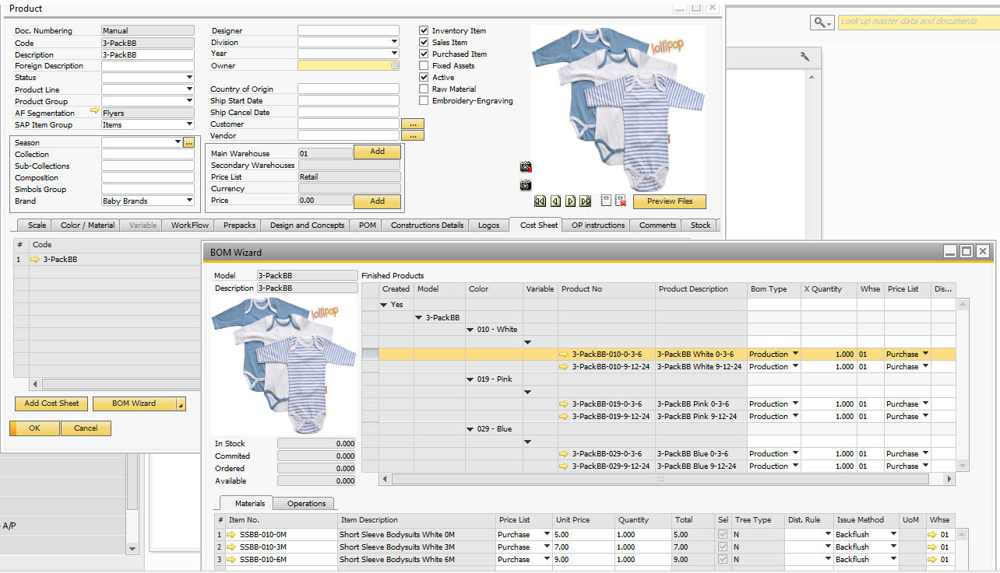 Product
Look up master data and documents
Doc. Numbering Manual
Code 3-PackBB
Description 3-PackBB
Foreign Description
Status
Product Line
Product Group
AF Segmentation Flyers
SAP Item Group Items
Designer
Division
Year
Owner
Country of Origin
Ship Start Date
Ship Cancel Date
Customer ...
Vendor ...
Inventory Item
Sales Item
Purchased Item
Fixed Assets
Active
Raw Material
Embroidery-Engraving
lollipop
Season ...
Collection
Sub-Collections
Composition
Simbols Group
Brand Baby Brands
Main Warehouse 01 Add
Secondary Warehouses
Price List Retail
Currency
Price 0.00 Add
Preview Files
Scale Color / Material Variable WorkFlow Prepacks Design and Concepts POM Constructions Details Logos Cost Sheet OP instructions Comments Stock
# Code
1 3-PackBB
Add Cost Sheet BOM Wizard
OK Cancel
A/P
BOM Wizard
Model 3-PackBB
Description 3-PackBB
lollipop
In Stock 0.000
Commited 0.000
Ordered 0.000
Available 0.000
Finished Products
Created Model Color Variable Product No Product Description Bom Type X Quantity Whse Price List Dis...
Yes
3-PackBB
010 - White
3-PackBB-010-0-3-6 3-PackBB White 0-3-6 Production 1.000 01 Purchase
3-PackBB-010-9-12-24 3-PackBB White 9-12-24 Production 1.000 01 Purchase
019 - Pink
3-PackBB-019-0-3-6 3-PackBB Pink 0-3-6 Production 1.000 01 Purchase
3-PackBB-019-9-12-24 3-PackBB Pink 9-12-24 Production 1.000 01 Purchase
029 - Blue
3-PackBB-029-0-3-6 3-PackBB Blue 0-3-6 Production 1.000 01 Purchase
3-PackBB-029-9-12-24 3-PackBB Blue 9-12-24 Production 1.000 01 Purchase
Materials Operations
# Item No. Item Description Price List Unit Price Quantity Total Sel Tree Type Dist. Rule Issue Method UoM Whse
1 SSBB-010-0M Short Sleeve Bodysuits White 0M Purchase 5.00 1.000 5.00 N Backflush 01
2 SSBB-010-3M Short Sleeve Bodysuits White 3M Purchase 7.00 1.000 7.00 N Backflush 01
3 SSBB-010-6M Short Sleeve Bodysuits White 6M Purchase 9.00 1.000 9.00 N Backflush 01